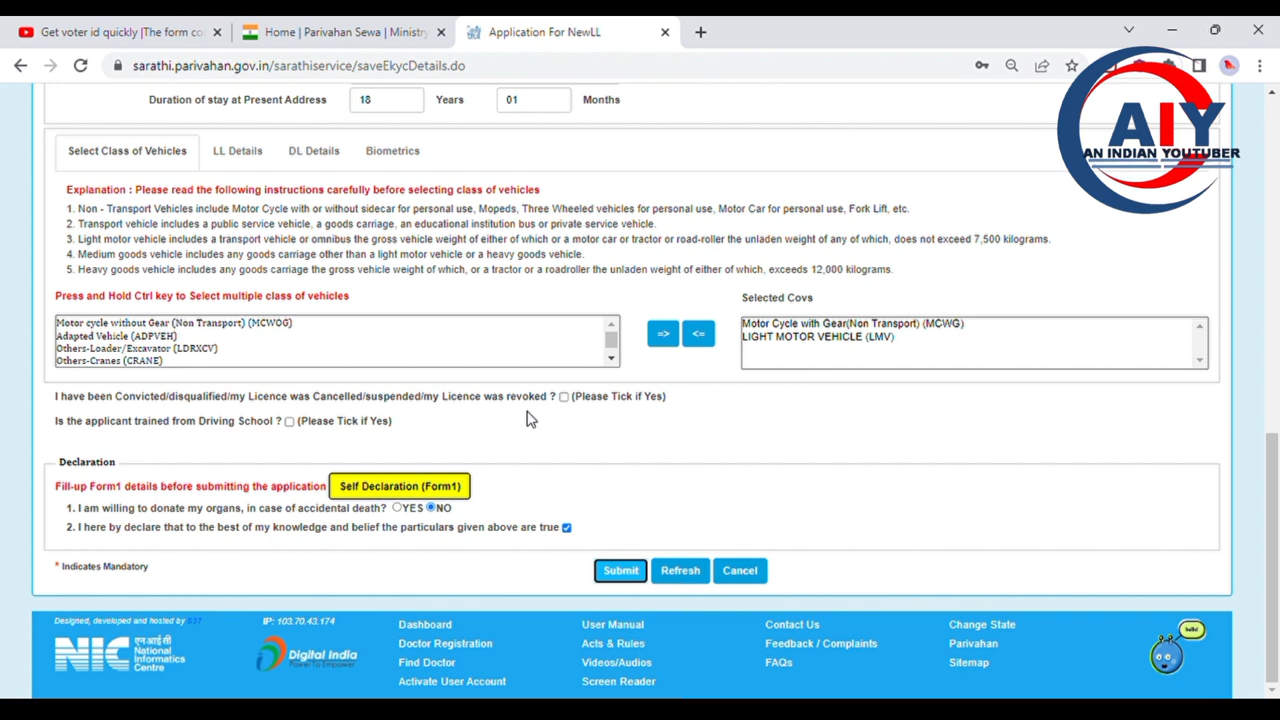 Get voter id quickly |The form co
Home | Parivahan Sewa | Ministry
Application For NewLL
sarathi.parivahan.gov.in/sarathiservice/saveEkycDetails.do
AIY
AN INDIAN YOUTUBER
Duration of stay at Present Address 18 Years 01 Months
Select Class of Vehicles LL Details DL Details Biometrics
Explanation : Please read the following instructions carefully before selecting class of vehicles
1. Non - Transport Vehicles include Motor Cycle with or without sidecar for personal use, Mopeds, Three Wheeled vehicles for personal use, Motor Car for personal use, Fork Lift, etc.
2. Transport vehicle includes a public service vehicle, a goods carriage, an educational institution bus or private service vehicle.
3. Light motor vehicle includes a transport vehicle or omnibus the gross vehicle weight of either of which or a motor car or tractor or road-roller the unladen weight of any of which, does not exceed 7,500 kilograms.
4. Medium goods vehicle includes any goods carriage other than a light motor vehicle or a heavy goods vehicle.
5. Heavy goods vehicle includes any goods carriage the gross vehicle weight of which, or a tractor or a roadroller the unladen weight of either of which, exceeds 12,000 kilograms.
Press and Hold Ctrl key to Select multiple class of vehicles
Selected Covs
Motor cycle without Gear (Non Transport) (MCWOG)
Adapted Vehicle (ADPVEH)
Others-Loader/Excavator (LDRXCV)
Others-Cranes (CRANE)
=> <=
Motor Cycle with Gear(Non Transport) (MCWG)
LIGHT MOTOR VEHICLE (LMV)
I have been Convicted/disqualified/my Licence was Cancelled/suspended/my Licence was revoked ? (Please Tick if Yes)
Is the applicant trained from Driving School ? (Please Tick if Yes)
Declaration
Fill-up Form1 details before submitting the application Self Declaration (Form1)
1. I am willing to donate my organs, in case of accidental death? YES NO
2. I here by declare that to the best of my knowledge and belief the particulars given above are true
* Indicates Mandatory
Submit Refresh Cancel
Designed, developed and hosted by S37
IP: 103.70.43.174
NIC एन आई सी
National
Informatics
Centre
Digital India
Power To Empower
Dashboard
Doctor Registration
Find Doctor
Activate User Account
User Manual
Acts & Rules
Videos/Audios
Screen Reader
Contact Us
Feedback / Complaints
FAQs
Change State
Parivahan
Sitemap
hello!